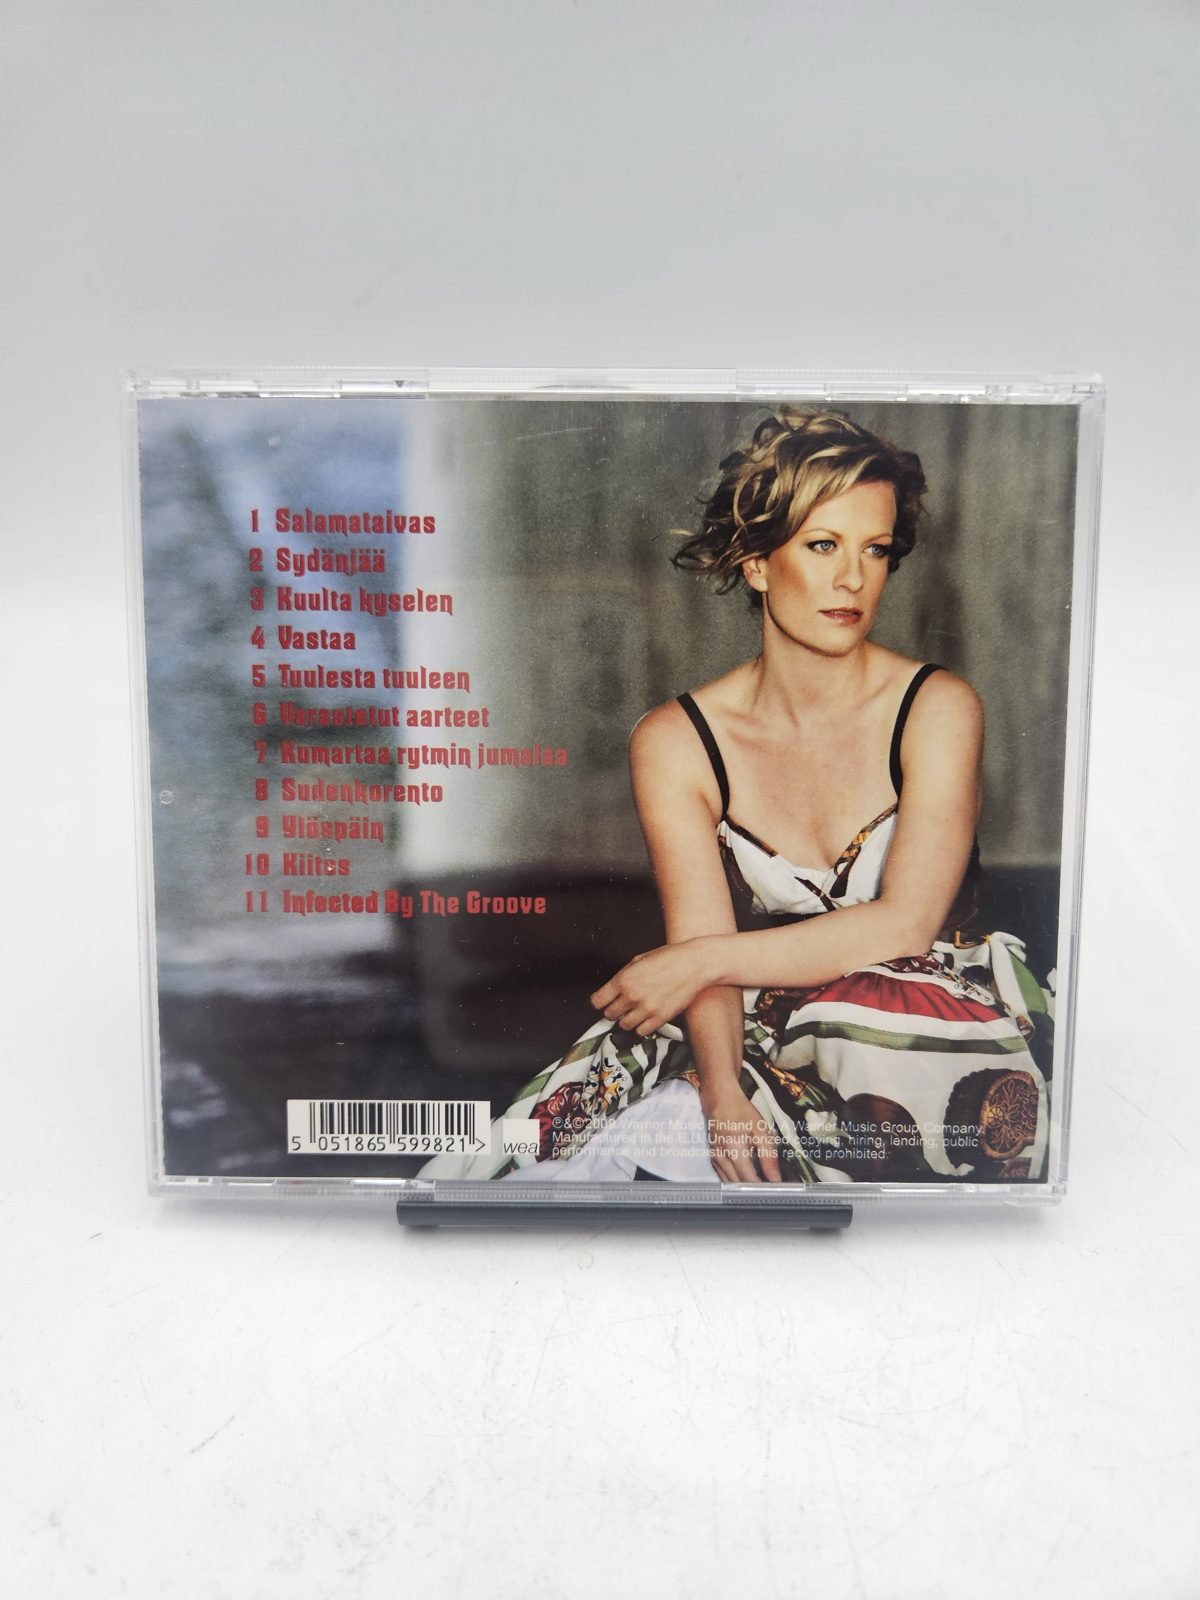 1 Salamataivas
2 Sydänjää
3 Kuulta kyselen
4 Vastaa
5 Tuulesta tuuleen
6 Varastetut aarteet
7 Kumartaa rytmin jumalaa
8 Sudenkorento
9 Ylöspäin
10 Kiitos
11 Infected By The Groove
5 051865 599821 >
wea
℗&©2009 Warner Music Finland Oy. A Warner Music Group Company.
Manufactured in the E.U. Unauthorized copying, hiring, lending, public
performance and broadcasting of this record prohibited.